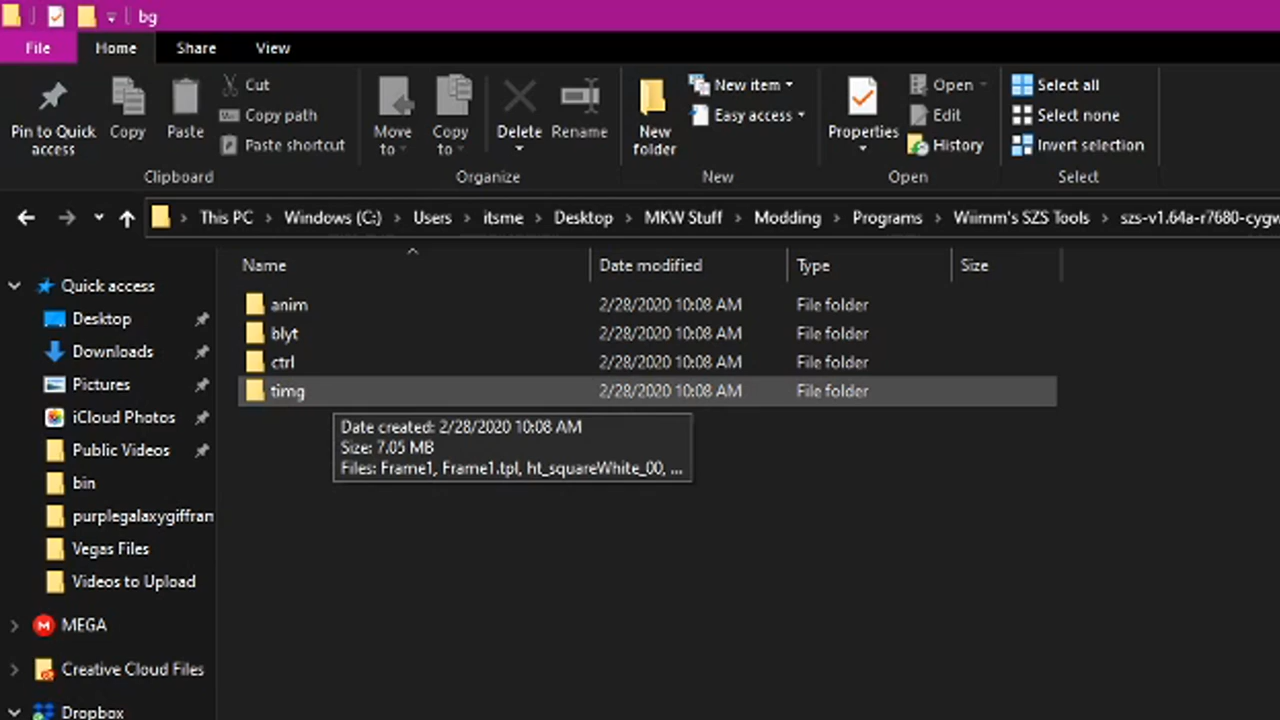 bg
File Home Share View
Pin to Quick access
Copy
Paste
Cut
Copy path
Paste shortcut
Clipboard
Move to
Copy to
Delete
Rename
Organize
New folder
New item
Easy access
New
Properties
Open
Edit
History
Open
Select all
Select none
Invert selection
Select
This PC Windows (C:) Users itsme Desktop MKW Stuff Modding Programs Wiimm's SZS Tools szs-v1.64a-r7680-cygw
Name Date modified Type Size
anim 2/28/2020 10:08 AM File folder
blyt 2/28/2020 10:08 AM File folder
ctrl 2/28/2020 10:08 AM File folder
timg 2/28/2020 10:08 AM File folder
Date created: 2/28/2020 10:08 AM
Size: 7.05 MB
Files: Frame1, Frame1.tpl, ht_squareWhite_00, ...
Quick access
Desktop
Downloads
Pictures
iCloud Photos
Public Videos
bin
purplegalaxygiffram
Vegas Files
Videos to Upload
MEGA
Creative Cloud Files
Dropbox